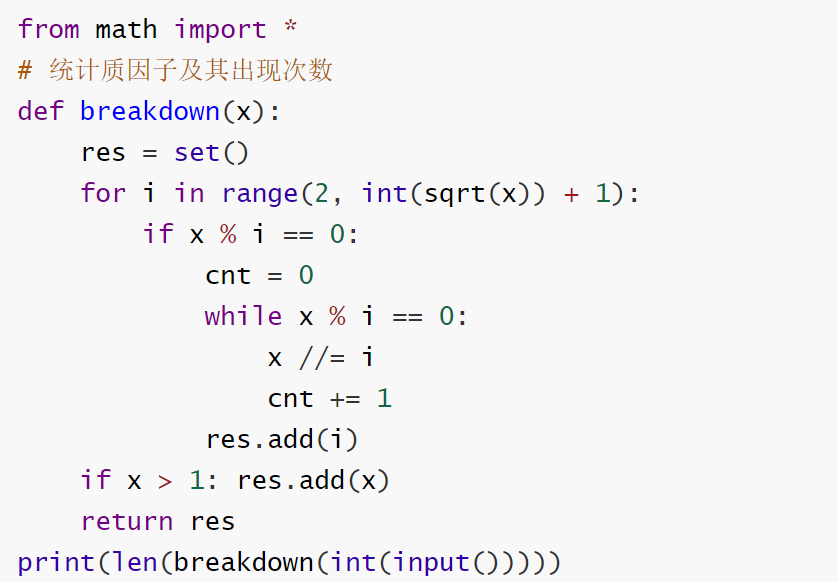 from math import *
# 统计质因子及其出现次数
def breakdown(x):
    res = set()
    for i in range(2, int(sqrt(x)) + 1):
        if x % i == 0:
            cnt = 0
            while x % i == 0:
                x //= i
                cnt += 1
            res.add(i)
    if x > 1: res.add(x)
    return res
print(len(breakdown(int(input()))))